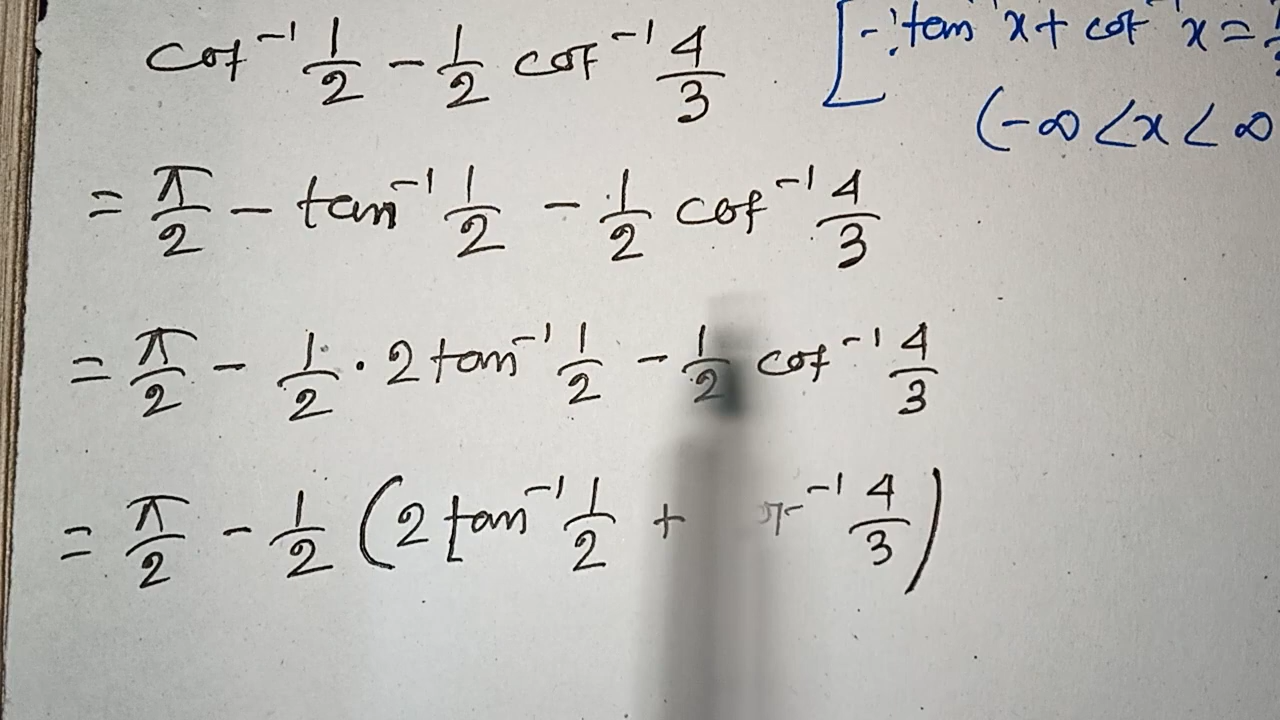 cot⁻¹ 1/2 - 1/2 cot⁻¹ 4/3
[∵ tan⁻¹ x + cot⁻¹ x =
(-∞ < x < ∞
= π/2 - tan⁻¹ 1/2 - 1/2 cot⁻¹ 4/3
= π/2 - 1/2 · 2 tan⁻¹ 1/2 - 1/2 cot⁻¹ 4/3
= π/2 - 1/2 (2 tan⁻¹ 1/2 + ⁻¹ 4/3)